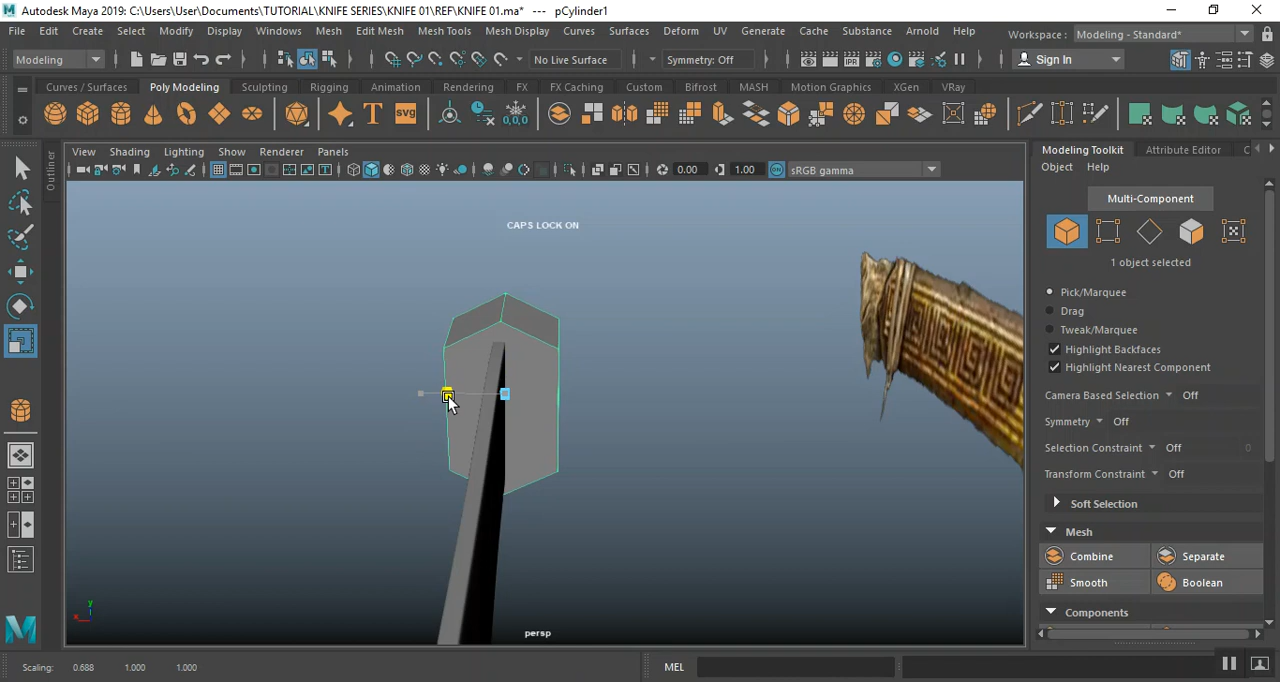 Autodesk Maya 2019: C:\Users\User\Documents\TUTORIAL\KNIFE SERIES\KNIFE 01\REF\KNIFE 01.ma* --- pCylinder1
File Edit Create Select Modify Display Windows Mesh Edit Mesh Mesh Tools Mesh Display Curves Surfaces Deform UV Generate Cache Substance Arnold Help Workspace : Modeling - Standard*
Modeling No Live Surface Symmetry: Off Sign In
Curves / Surfaces Poly Modeling Sculpting Rigging Animation Rendering FX FX Caching Custom Bifrost MASH Motion Graphics XGen VRay
T SVG 0,0,0
Outliner
View Shading Lighting Show Renderer Panels
0.00 1.00 ON sRGB gamma
CAPS LOCK ON
y
x
persp
Modeling Toolkit Attribute Editor C
Object Help
Multi-Component
1 object selected
Pick/Marquee
Drag
Tweak/Marquee
Highlight Backfaces
Highlight Nearest Component
Camera Based Selection Off
Symmetry Off
Selection Constraint Off 0
Transform Constraint Off
Soft Selection
Mesh
Combine Separate
Smooth Boolean
Components
Scaling: 0.688 1.000 1.000 MEL